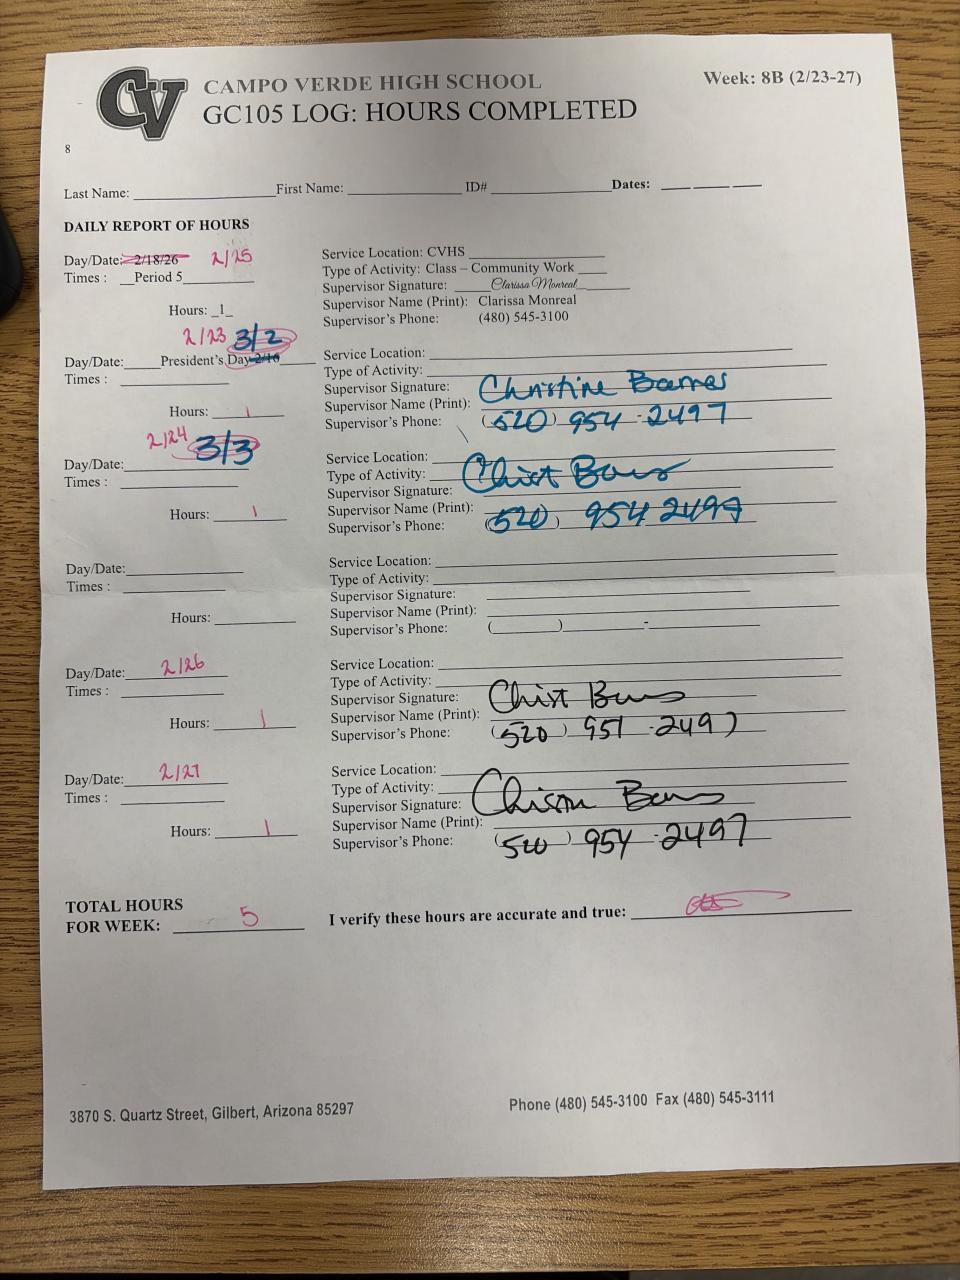 CV
CAMPO VERDE HIGH SCHOOL
Week: 8B (2/23-27)
GC105 LOG: HOURS COMPLETED
8
Last Name: ____ First Name: ____ ID# ____ Dates: ____
DAILY REPORT OF HOURS
Day/Date: 2/18/26 2/25
Times : Period 5
Hours: 1
Service Location: CVHS
Type of Activity: Class – Community Work
Supervisor Signature: Clarissa Monreal
Supervisor Name (Print): Clarissa Monreal
Supervisor's Phone: (480) 545-3100
2/23 3/2
Day/Date: President's Day 2/16
Times :
Hours: 1
Service Location:
Type of Activity:
Supervisor Signature: Christine Barnes
Supervisor Name (Print):
Supervisor's Phone: (520) 954-2497
2/24 3/3
Day/Date:
Times :
Hours: 1
Service Location:
Type of Activity:
Supervisor Signature:
Supervisor Name (Print):
Supervisor's Phone: (520) 954 2497
Day/Date:
Times :
Hours:
Service Location:
Type of Activity:
Supervisor Signature:
Supervisor Name (Print):
Supervisor's Phone: ( ) -
Day/Date: 2/26
Times :
Hours: 1
Service Location:
Type of Activity:
Supervisor Signature:
Supervisor Name (Print):
Supervisor's Phone: (520) 951-2497
Day/Date: 2/27
Times :
Hours: 1
Service Location:
Type of Activity:
Supervisor Signature:
Supervisor Name (Print):
Supervisor's Phone: (520) 954-2497
TOTAL HOURS
FOR WEEK: 5
I verify these hours are accurate and true:
3870 S. Quartz Street, Gilbert, Arizona 85297
Phone (480) 545-3100 Fax (480) 545-3111